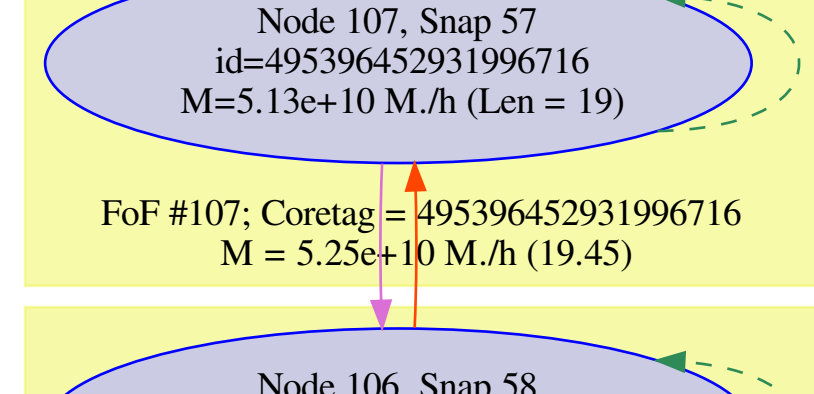 Node 107, Snap 57
id=495396452931996716
M=5.13e+10 M./h (Len = 19)
FoF #107; Coretag = 495396452931996716
M = 5.25e+10 M./h (19.45)
Node 106, Snap 58